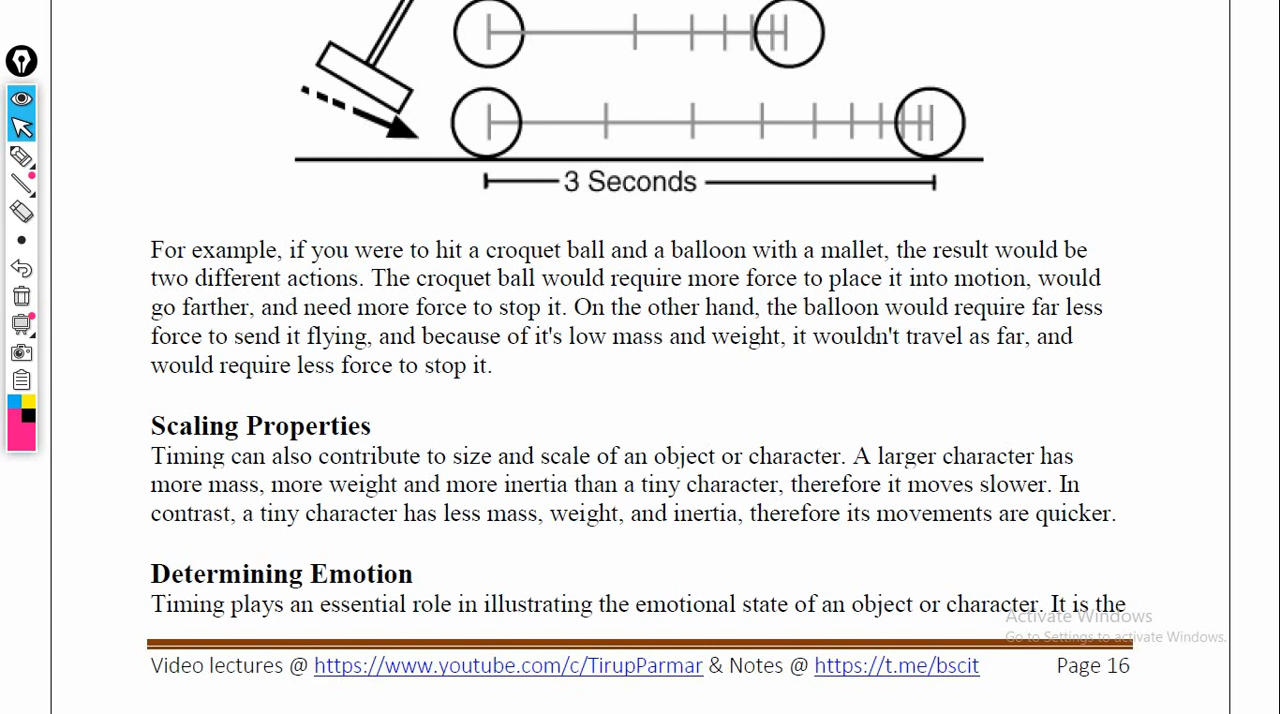 3 Seconds
For example, if you were to hit a croquet ball and a balloon with a mallet, the result would be
two different actions. The croquet ball would require more force to place it into motion, would
go farther, and need more force to stop it. On the other hand, the balloon would require far less
force to send it flying, and because of it's low mass and weight, it wouldn't travel as far, and
would require less force to stop it.
Scaling Properties
Timing can also contribute to size and scale of an object or character. A larger character has
more mass, more weight and more inertia than a tiny character, therefore it moves slower. In
contrast, a tiny character has less mass, weight, and inertia, therefore its movements are quicker.
Determining Emotion
Timing plays an essential role in illustrating the emotional state of an object or character. It is the
Activate Windows
Go to Settings to activate Windows.
Video lectures @ https://www.youtube.com/c/TirupParmar & Notes @ https://t.me/bscit Page 16